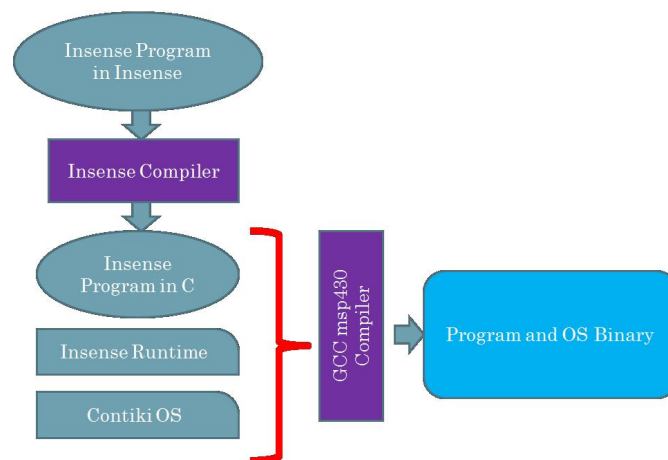 Insense Program
in Insense
Insense Compiler
Insense
Program in C
Insense Runtime
Contiki OS
GCC msp430
Compiler
Program and OS Binary